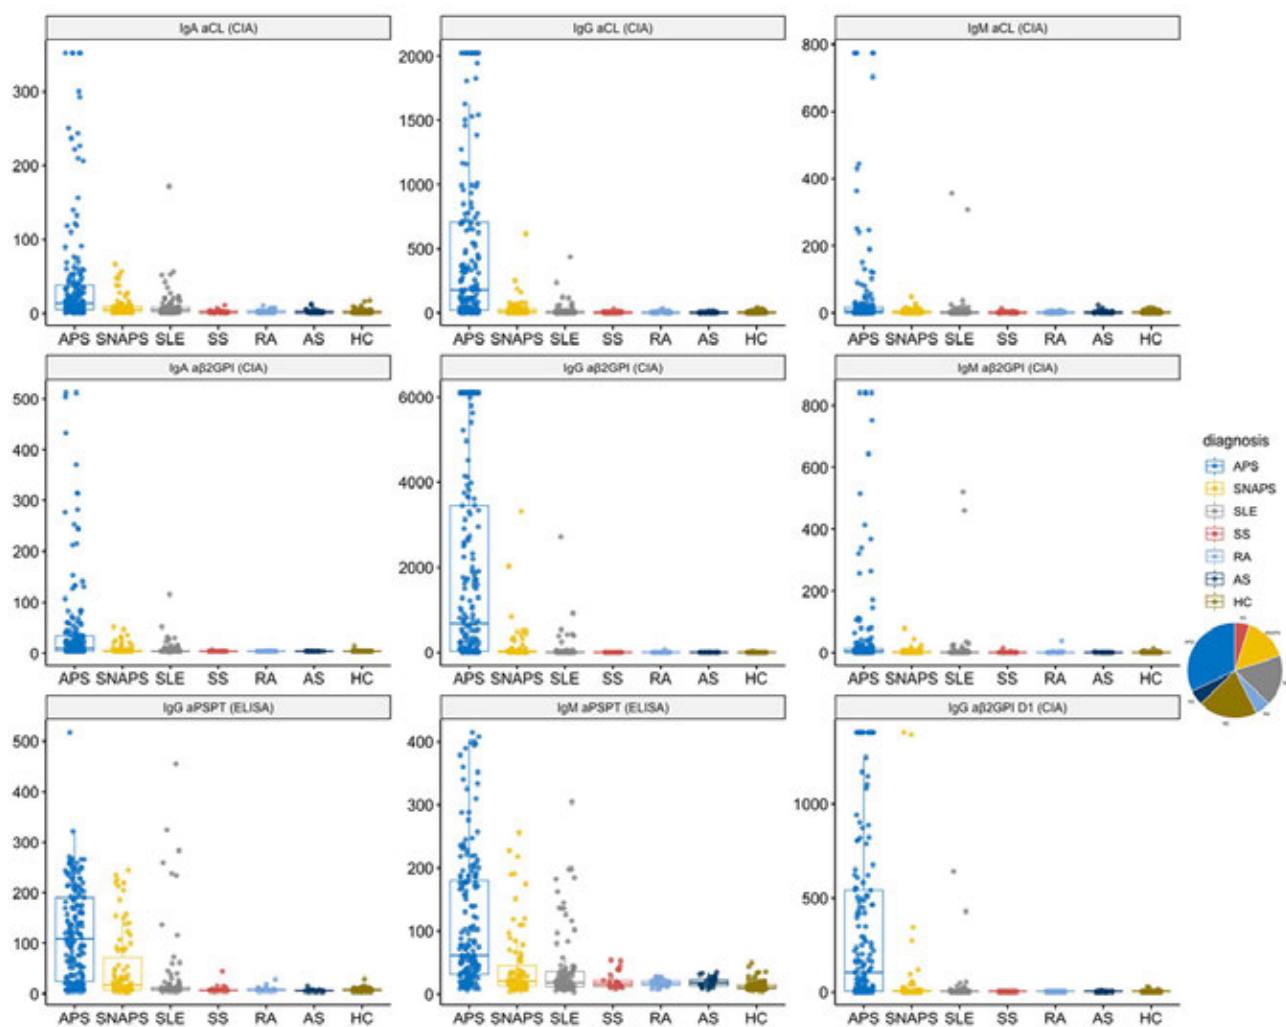 IgA aCL (CIA)
IgG aCL (CIA)
IgM aCL (CIA)
300
200
100
0
2000
1500
1000
500
0
800
600
400
200
0
APS SNAPS SLE SS RA AS HC
APS SNAPS SLE SS RA AS HC
APS SNAPS SLE SS RA AS HC
IgA aβ2GPI (CIA)
IgG aβ2GPI (CIA)
IgM aβ2GPI (CIA)
500
400
300
200
100
0
6000
4000
2000
0
800
600
400
200
0
APS SNAPS SLE SS RA AS HC
APS SNAPS SLE SS RA AS HC
APS SNAPS SLE SS RA AS HC
IgG aPSPT (ELISA)
IgM aPSPT (ELISA)
IgG aβ2GPI D1 (CIA)
500
400
300
200
100
0
400
300
200
100
0
1000
500
0
APS SNAPS SLE SS RA AS HC
APS SNAPS SLE SS RA AS HC
APS SNAPS SLE SS RA AS HC
diagnosis
APS
SNAPS
SLE
SS
RA
AS
HC